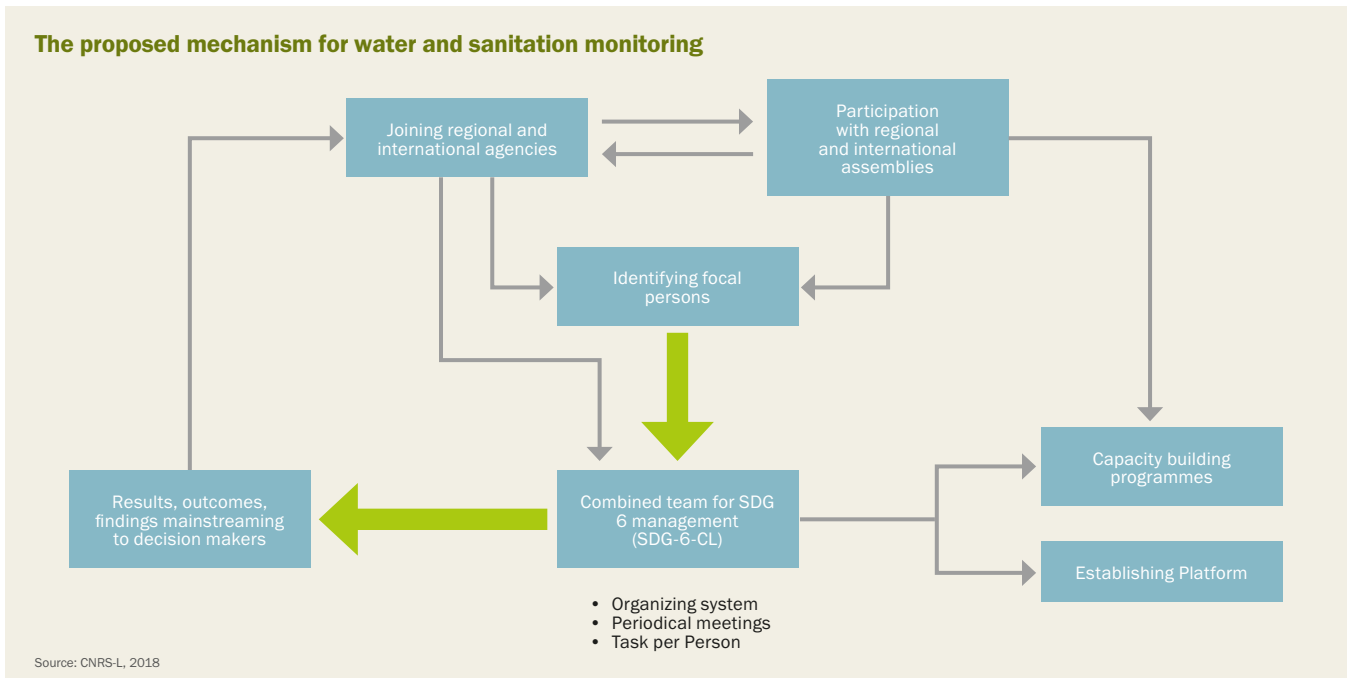 The proposed mechanism for water and sanitation monitoring
Joining regional and
international agencies
Participation
with regional
and international
assemblies
Identifying focal
persons
Results, outcomes,
findings mainstreaming
to decision makers
Combined team for SDG
6 management
(SDG-6-CL)
Capacity building
programmes
Establishing Platform
• Organizing system
• Periodical meetings
• Task per Person
Source: CNRS-L, 2018